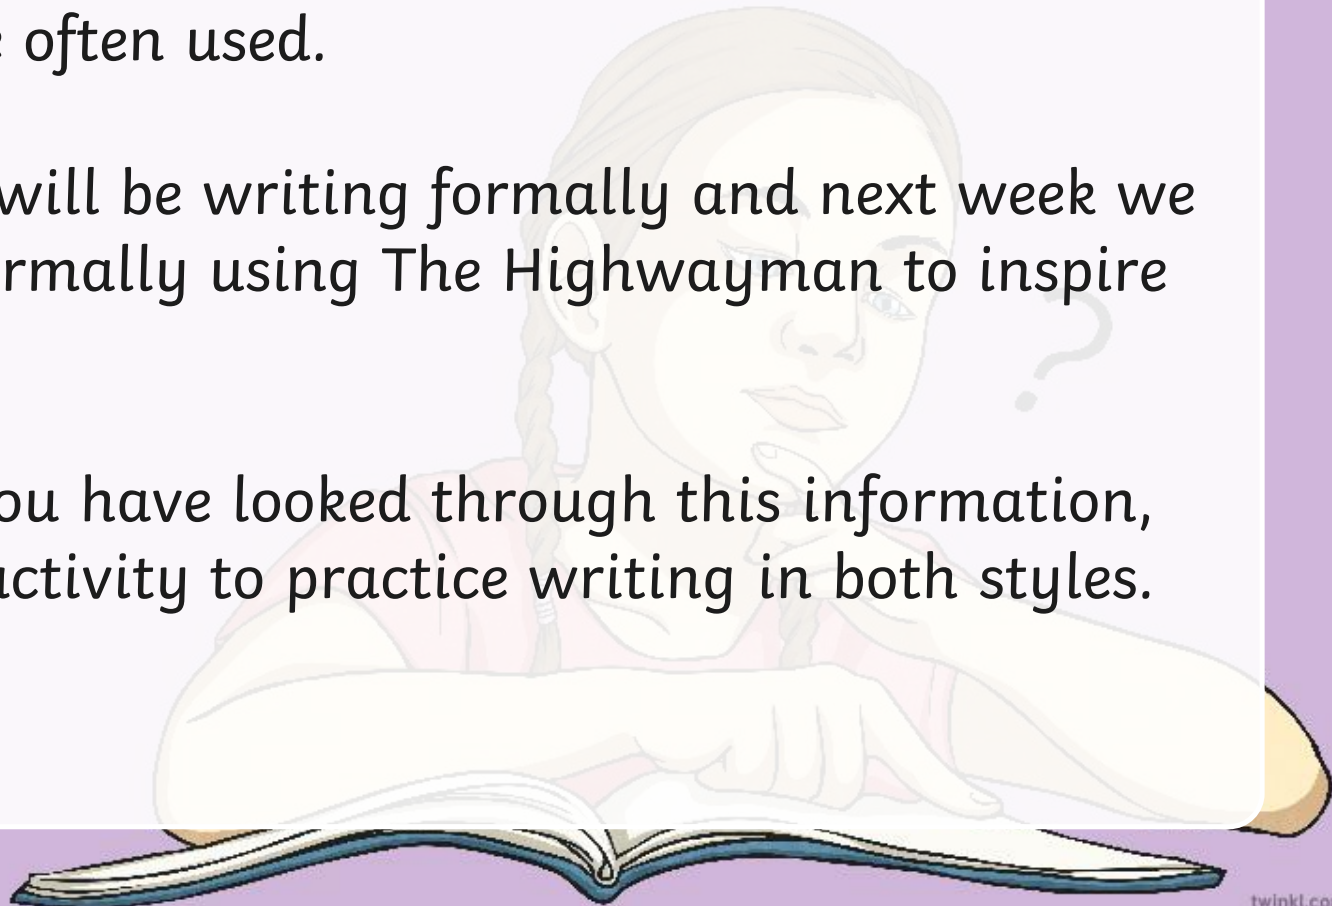 often used.
will be writing formally and next week we
rmally using The Highwayman to inspire
ou have looked through this information,
activity to practice writing in both styles.
?